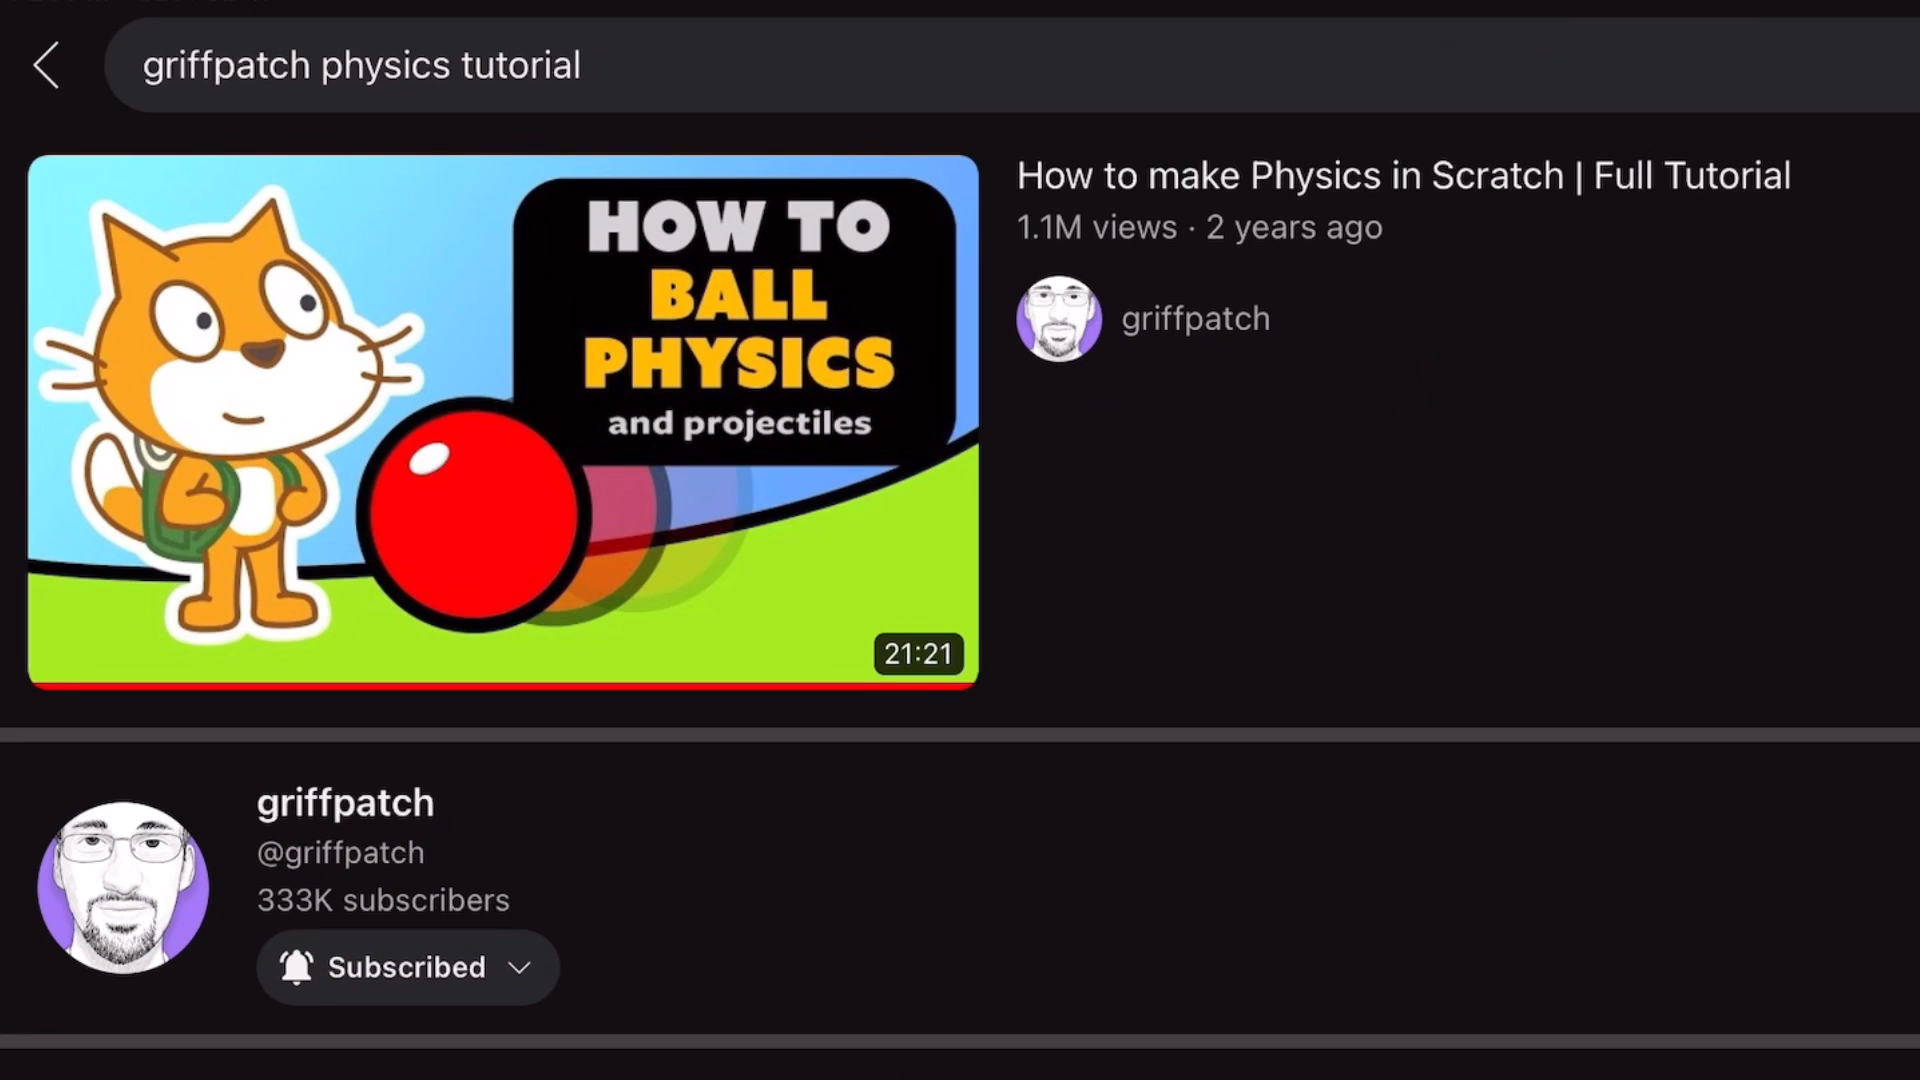 griffpatch physics tutorial
HOW TO
BALL
PHYSICS
and projectiles
21:21
How to make Physics in Scratch | Full Tutorial
1.1M views · 2 years ago
griffpatch
griffpatch
@griffpatch
333K subscribers
Subscribed